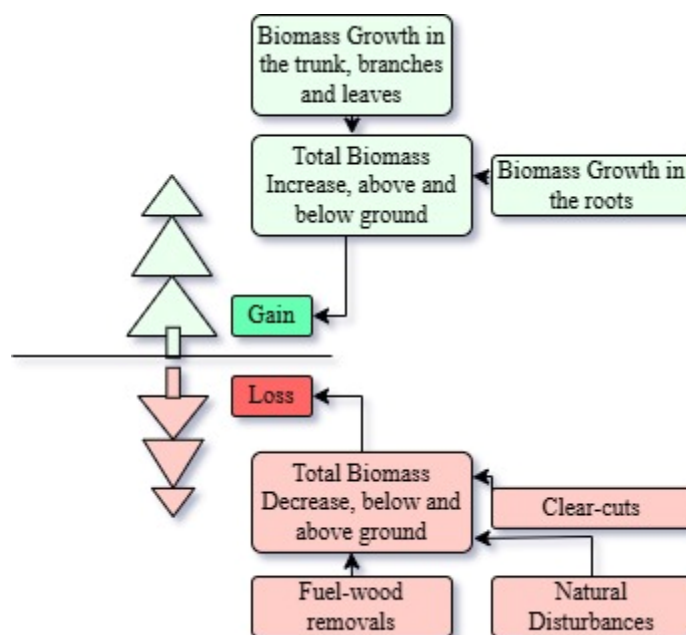 Biomass Growth in
the trunk, branches
and leaves
Total Biomass
Increase, above and
below ground
Biomass Growth in
the roots
Gain
Loss
Total Biomass
Decrease, below and
above ground
Clear-cuts
Fuel-wood
removals
Natural
Disturbances